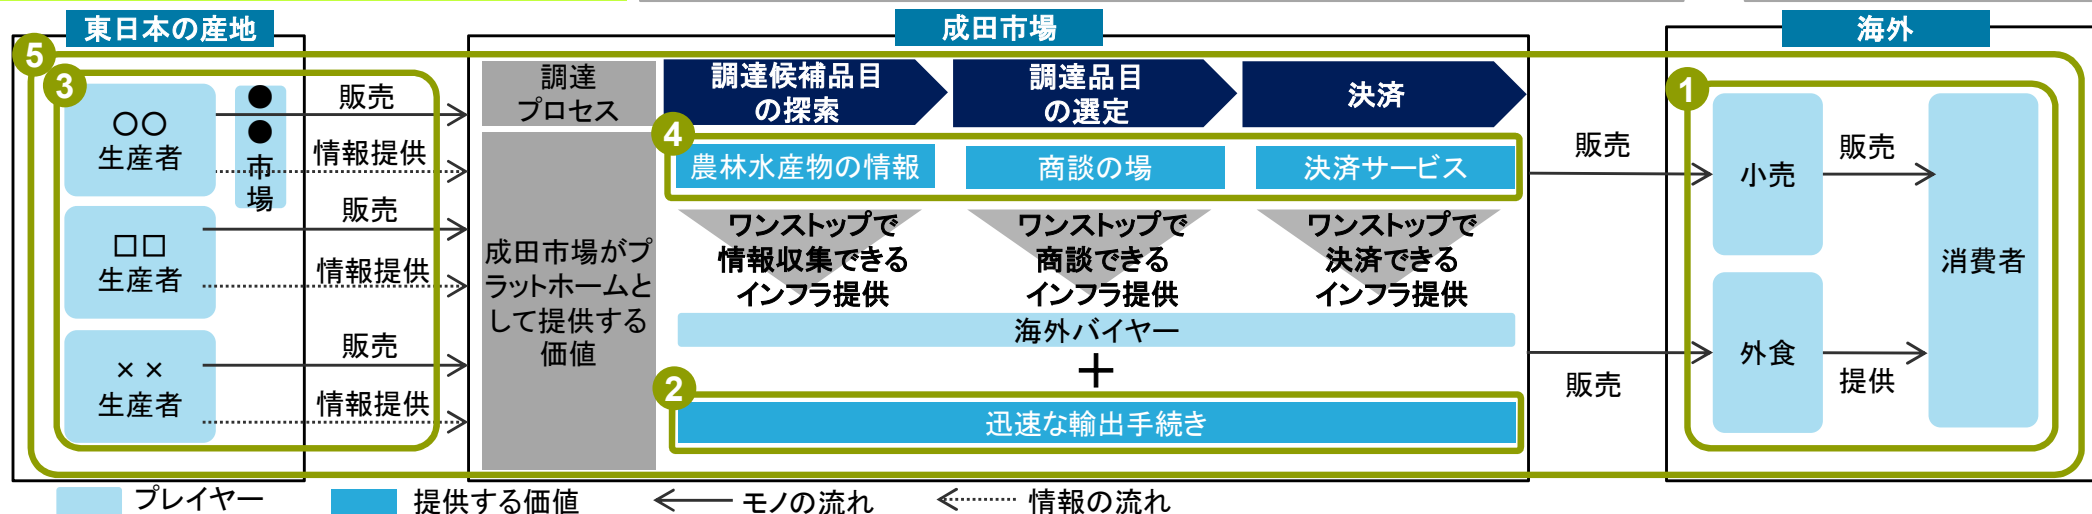 東日本の産地
成田市場
海外
5
3
○○
生産者
●
●
市
場
販売
情報提供
□□
生産者
販売
情報提供
××
生産者
販売
情報提供
調達
プロセス
調達候補品目
の探索
調達品目
の選定
決済
4
農林水産物の情報
商談の場
決済サービス
成田市場がプ
ラットホームと
して提供する
価値
ワンストップで
情報収集できる
インフラ提供
ワンストップで
商談できる
インフラ提供
ワンストップで
決済できる
インフラ提供
海外バイヤー
+
2
迅速な輸出手続き
販売
販売
1
小売
販売
外食
提供
消費者
プレイヤー
提供する価値
モノの流れ
情報の流れ